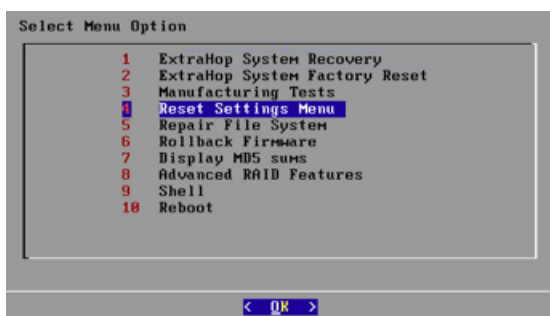 Select Menu Option
1 ExtraHop System Recovery
2 ExtraHop System Factory Reset
3 Manufacturing Tests
4 Reset Settings Menu
5 Repair File System
6 Rollback Firmware
7 Display MD5 sums
8 Advanced RAID Features
9 Shell
10 Reboot
< OK >